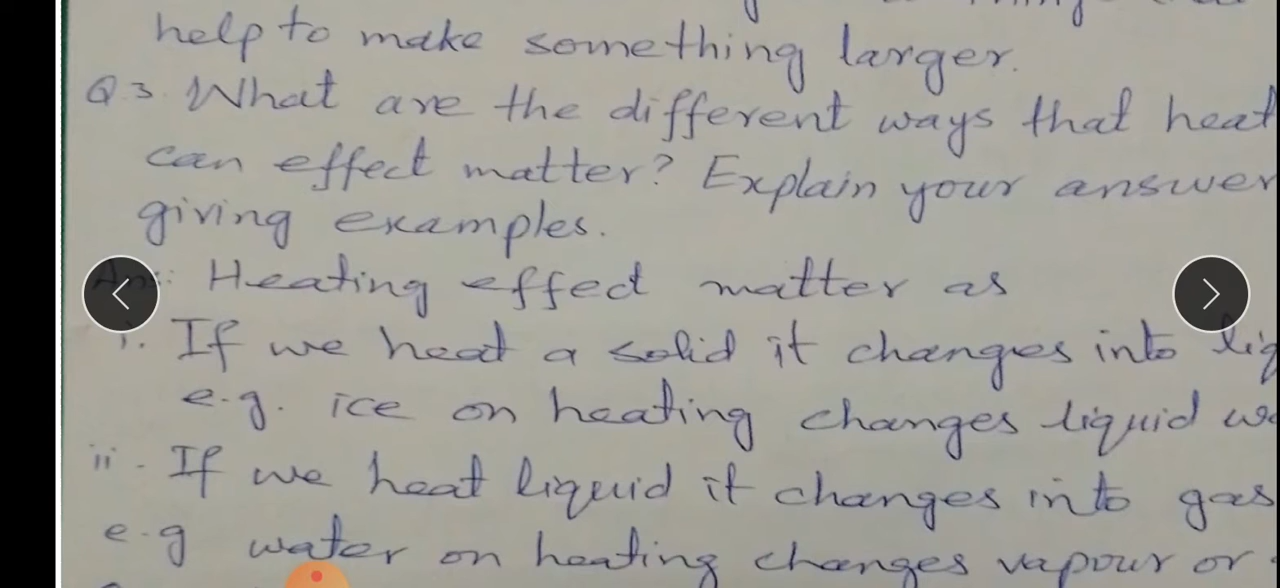 help to make something larger.
Q3. What are the different ways that heat
can effect matter? Explain your answer
giving examples.
Ans: Heating effect matter as
i. If we heat a solid it changes into
e.g. ice on heating changes liquid
ii. If we heat liquid it changes into gas
e.g water on heating changes vapour or